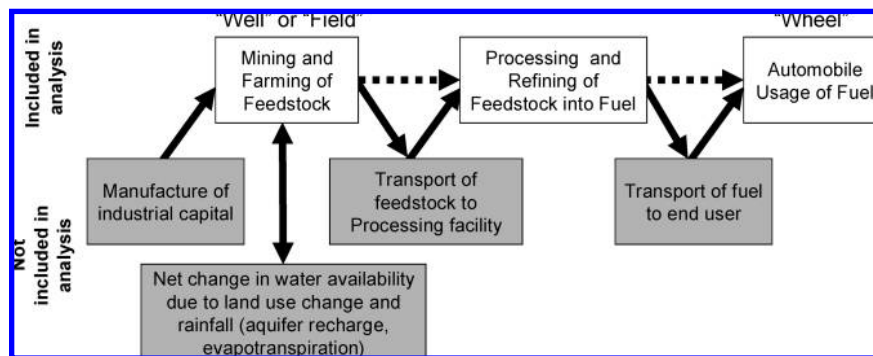 "Well" or "Field"
"Wheel"
Included in
analysis
Mining and
Farming of
Feedstock
Processing and
Refining of
Feedstock into Fuel
Automobile
Usage of Fuel
Not
included in
analysis
Manufacture of
industrial capital
Transport of
feedstock to
Processing facility
Transport of fuel
to end user
Net change in water availability
due to land use change and
rainfall (aquifer recharge,
evapotranspiration)